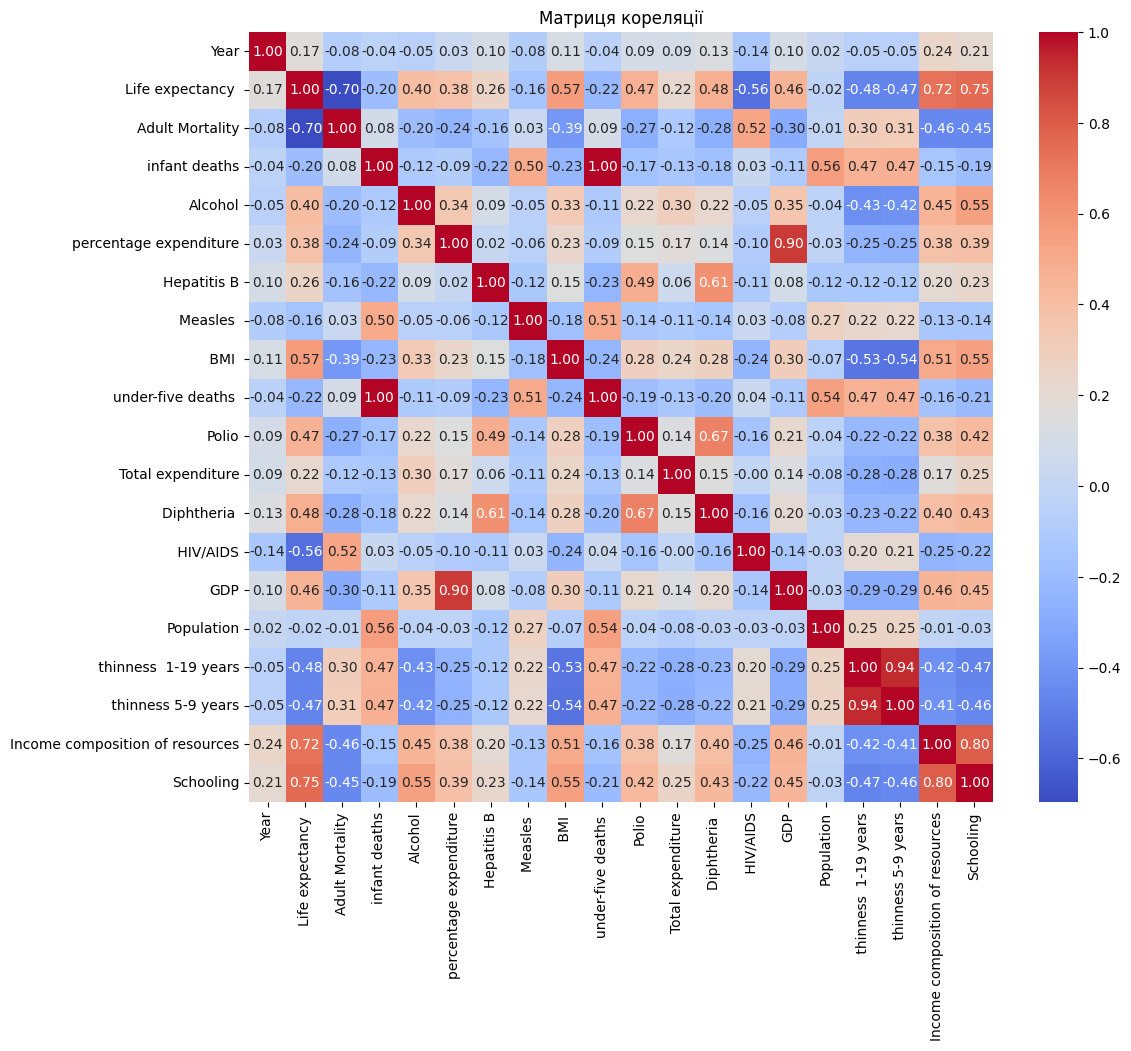 Матриця кореляції
Year 1.00 0.17 -0.08 -0.04 -0.05 0.03 0.10 -0.08 0.11 -0.04 0.09 0.09 0.13 -0.14 0.10 0.02 -0.05 -0.05 0.24 0.21
Life expectancy 0.17 1.00 -0.70 -0.20 0.40 0.38 0.26 -0.16 0.57 -0.22 0.47 0.22 0.48 -0.56 0.46 -0.02 -0.48 -0.47 0.72 0.75
Adult Mortality -0.08 -0.70 1.00 0.08 -0.20 -0.24 -0.16 0.03 -0.39 0.09 -0.27 -0.12 -0.28 0.52 -0.30 -0.01 0.30 0.31 -0.46 -0.45
infant deaths -0.04 -0.20 0.08 1.00 -0.12 -0.09 -0.22 0.50 -0.23 1.00 -0.17 -0.13 -0.18 0.03 -0.11 0.56 0.47 0.47 -0.15 -0.19
Alcohol -0.05 0.40 -0.20 -0.12 1.00 0.34 0.09 -0.05 0.33 -0.11 0.22 0.30 0.22 -0.05 0.35 -0.04 -0.43 -0.42 0.45 0.55
percentage expenditure 0.03 0.38 -0.24 -0.09 0.34 1.00 0.02 -0.06 0.23 -0.09 0.15 0.17 0.14 -0.10 0.90 -0.03 -0.25 -0.25 0.38 0.39
Hepatitis B 0.10 0.26 -0.16 -0.22 0.09 0.02 1.00 -0.12 0.15 -0.23 0.49 0.06 0.61 -0.11 0.08 -0.12 -0.12 -0.12 0.20 0.23
Measles -0.08 -0.16 0.03 0.50 -0.05 -0.06 -0.12 1.00 -0.18 0.51 -0.14 -0.11 -0.14 0.03 -0.08 0.27 0.22 0.22 -0.13 -0.14
BMI 0.11 0.57 -0.39 -0.23 0.33 0.23 0.15 -0.18 1.00 -0.24 0.28 0.24 0.28 -0.24 0.30 -0.07 -0.53 -0.54 0.51 0.55
under-five deaths -0.04 -0.22 0.09 1.00 -0.11 -0.09 -0.23 0.51 -0.24 1.00 -0.19 -0.13 -0.20 0.04 -0.11 0.54 0.47 0.47 -0.16 -0.21
Polio 0.09 0.47 -0.27 -0.17 0.22 0.15 0.49 -0.14 0.28 -0.19 1.00 0.14 0.67 -0.16 0.21 -0.04 -0.22 -0.22 0.38 0.42
Total expenditure 0.09 0.22 -0.12 -0.13 0.30 0.17 0.06 -0.11 0.24 -0.13 0.14 1.00 0.15 -0.00 0.14 -0.08 -0.28 -0.28 0.17 0.25
Diphtheria 0.13 0.48 -0.28 -0.18 0.22 0.14 0.61 -0.14 0.28 -0.20 0.67 0.15 1.00 -0.16 0.20 -0.03 -0.23 -0.22 0.40 0.43
HIV/AIDS -0.14 -0.56 0.52 0.03 -0.05 -0.10 -0.11 0.03 -0.24 0.04 -0.16 -0.00 -0.16 1.00 -0.14 -0.03 0.20 0.21 -0.25 -0.22
GDP 0.10 0.46 -0.30 -0.11 0.35 0.90 0.08 -0.08 0.30 -0.11 0.21 0.14 0.20 -0.14 1.00 -0.03 -0.29 -0.29 0.46 0.45
Population 0.02 -0.02 -0.01 0.56 -0.04 -0.03 -0.12 0.27 -0.07 0.54 -0.04 -0.08 -0.03 -0.03 -0.03 1.00 0.25 0.25 -0.01 -0.03
thinness 1-19 years -0.05 -0.48 0.30 0.47 -0.43 -0.25 -0.12 0.22 -0.53 0.47 -0.22 -0.28 -0.23 0.20 -0.29 0.25 1.00 0.94 -0.42 -0.47
thinness 5-9 years -0.05 -0.47 0.31 0.47 -0.42 -0.25 -0.12 0.22 -0.54 0.47 -0.22 -0.28 -0.22 0.21 -0.29 0.25 0.94 1.00 -0.41 -0.46
Income composition of resources 0.24 0.72 -0.46 -0.15 0.45 0.38 0.20 -0.13 0.51 -0.16 0.38 0.17 0.40 -0.25 0.46 -0.01 -0.42 -0.41 1.00 0.80
Schooling 0.21 0.75 -0.45 -0.19 0.55 0.39 0.23 -0.14 0.55 -0.21 0.42 0.25 0.43 -0.22 0.45 -0.03 -0.47 -0.46 0.80 1.00
Year
Life expectancy
Adult Mortality
infant deaths
Alcohol
percentage expenditure
Hepatitis B
Measles
BMI
under-five deaths
Polio
Total expenditure
Diphtheria
HIV/AIDS
GDP
Population
thinness 1-19 years
thinness 5-9 years
Income composition of resources
Schooling
1.0
0.8
0.6
0.4
0.2
0.0
−0.2
−0.4
−0.6